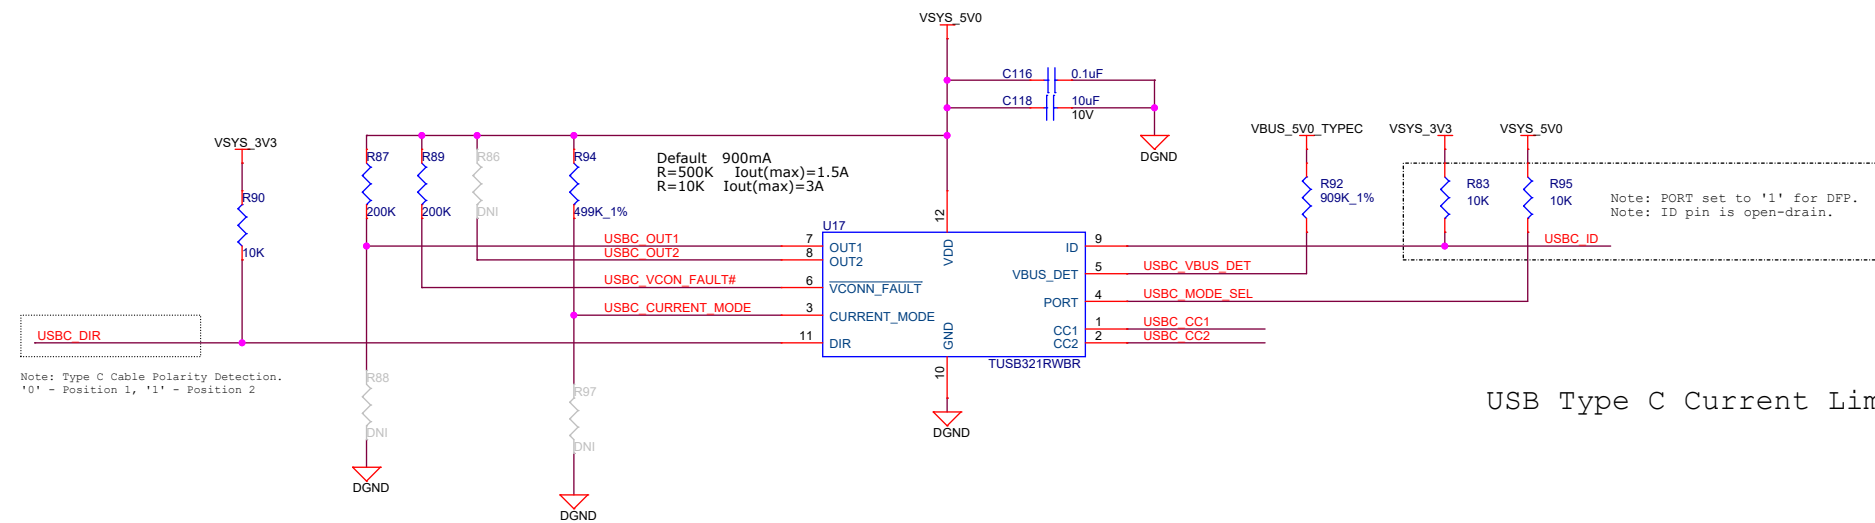 VSYS_5V0
C116 0.1uF
C118 10uF
10V
DGND
VSYS_3V3
R90
10K
R87
200K
R89
200K
R86
DNI
R94
499K_1%
Default 900mA
R=500K Iout(max)=1.5A
R=10K Iout(max)=3A
VBUS_5V0_TYPEC
R92
909K_1%
VSYS_3V3
R83
10K
VSYS_5V0
R95
10K
Note: PORT set to '1' for DFP.
Note: ID pin is open-drain.
U17
USBC_OUT1 7 OUT1
USBC_OUT2 8 OUT2
USBC_VCON_FAULT# 6 VCONN_FAULT
USBC_CURRENT_MODE 3 CURRENT_MODE
USBC_DIR 11 DIR
12 VDD
GND 10
ID 9 USBC_ID
VBUS_DET 5 USBC_VBUS_DET
PORT 4 USBC_MODE_SEL
CC1 1 USBC_CC1
CC2 2 USBC_CC2
TUSB321RWBR
Note: Type C Cable Polarity Detection.
'0' - Position 1, '1' - Position 2
R88
DNI
DGND
R97
DNI
DGND
DGND
USB Type C Current Lim